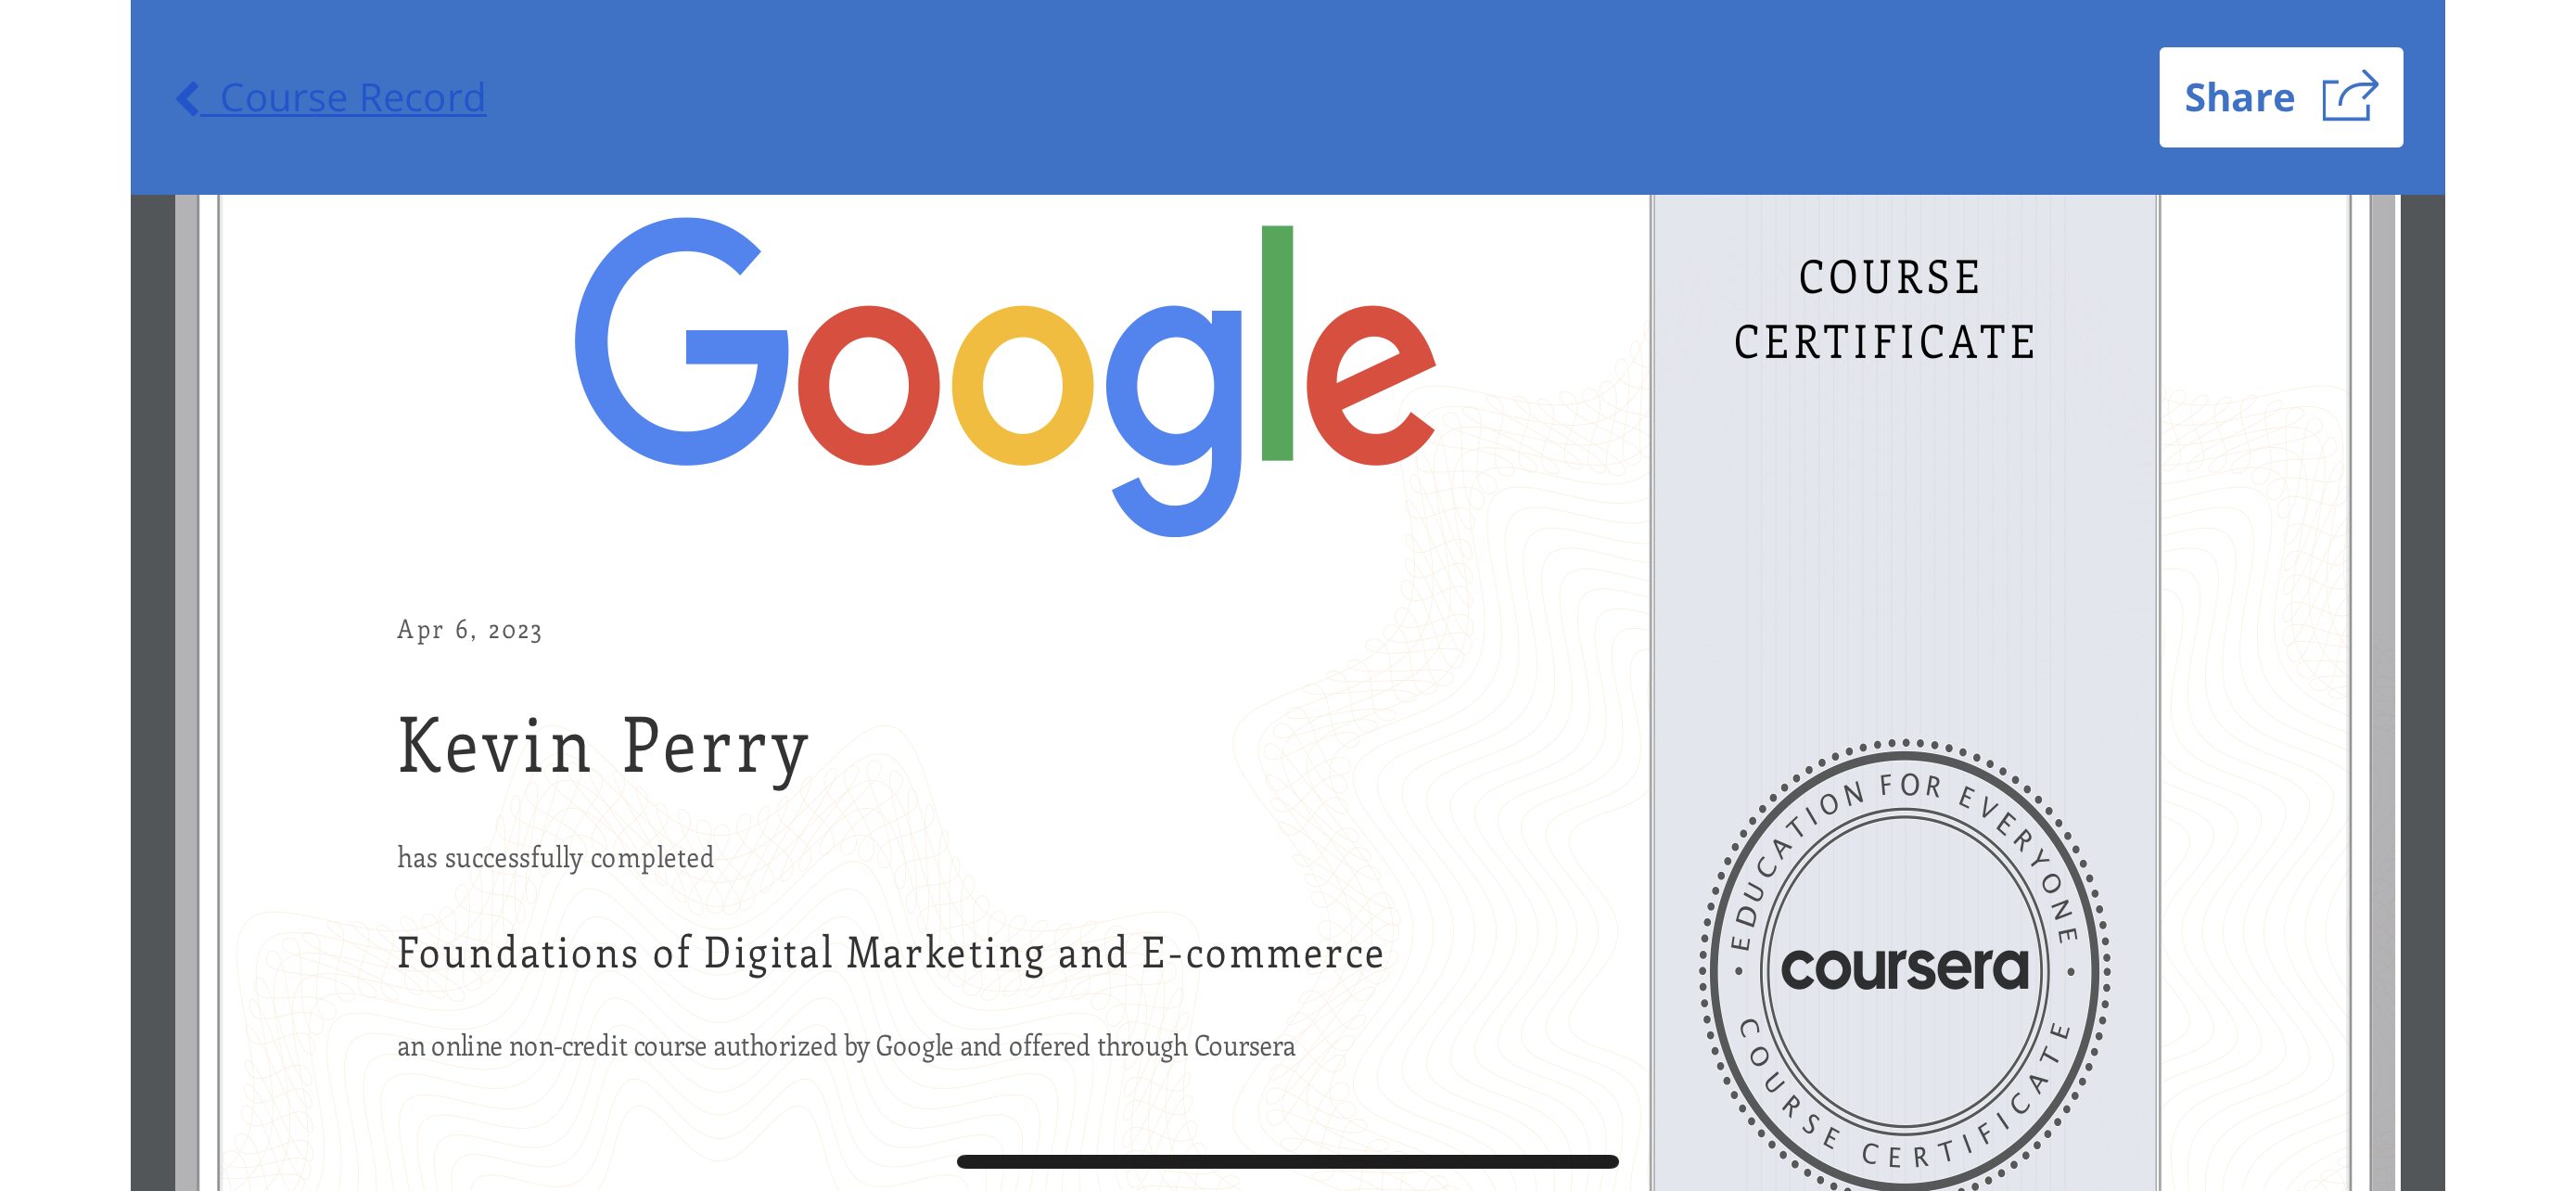 Course Record
Share
Google
COURSE
CERTIFICATE
Apr 6, 2023
Kevin Perry
has successfully completed
Foundations of Digital Marketing and E-commerce
an online non-credit course authorized by Google and offered through Coursera
EDUCATION FOR EVERYONE
coursera
COURSE CERTIFICATE